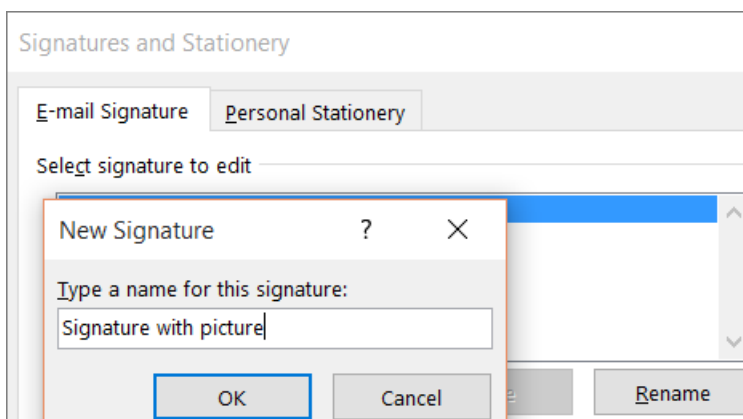 Signatures and Stationery
E-mail Signature Personal Stationery
Select signature to edit
New Signature ?
Type a name for this signature:
Signature with picture
OK Cancel Rename